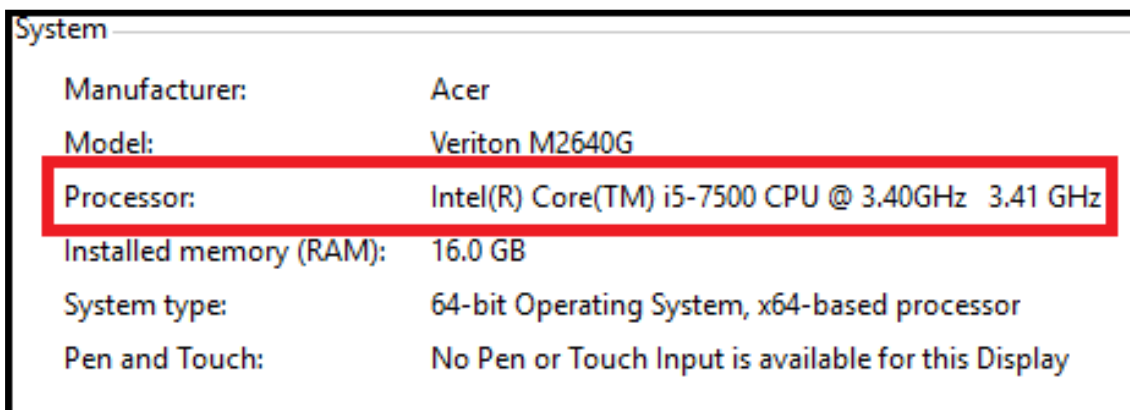 System
Manufacturer: Acer
Model: Veriton M2640G
Processor: Intel(R) Core(TM) i5-7500 CPU @ 3.40GHz 3.41 GHz
Installed memory (RAM): 16.0 GB
System type: 64-bit Operating System, x64-based processor
Pen and Touch: No Pen or Touch Input is available for this Display